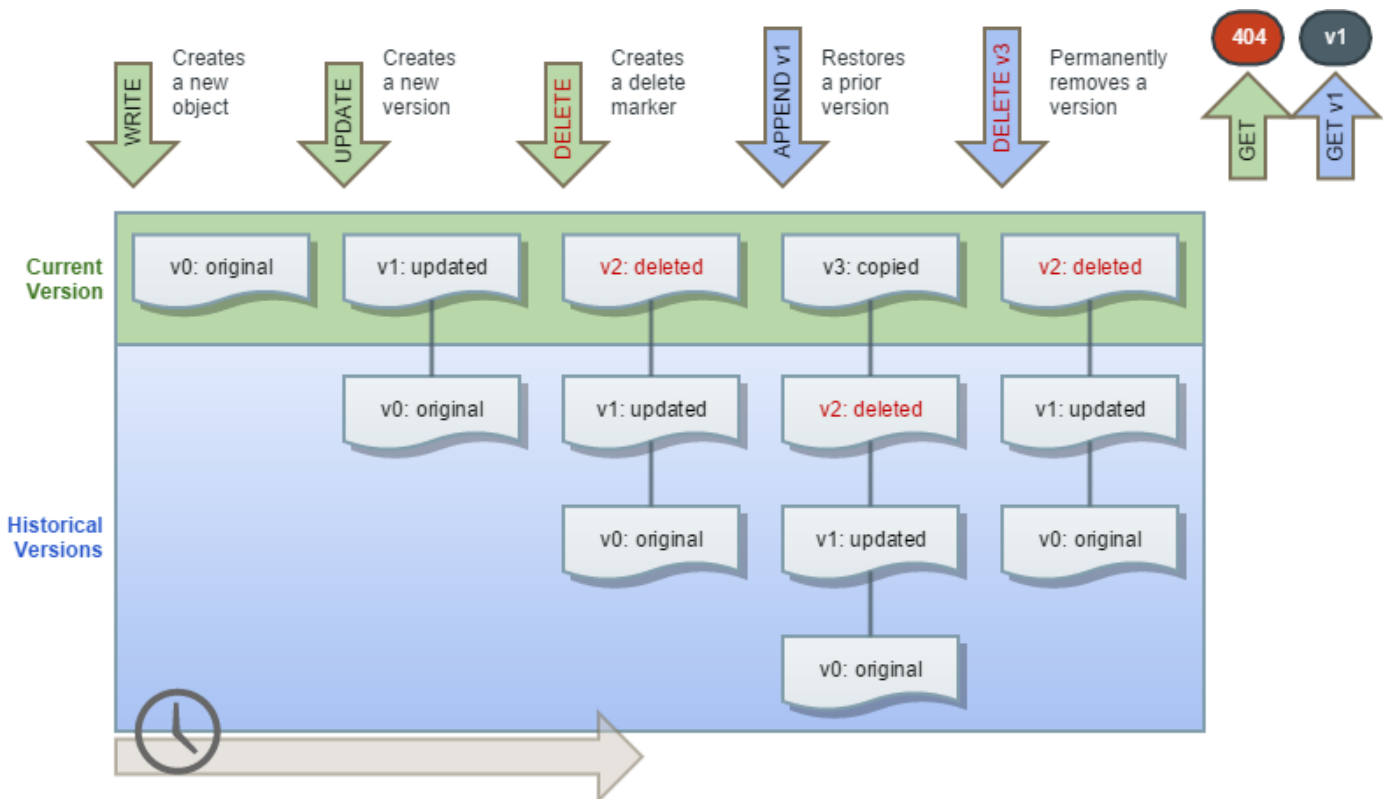 WRITE
Creates
a new
object
UPDATE
Creates
a new
version
DELETE
Creates
a delete
marker
APPEND v1
Restores
a prior
version
DELETE v3
Permanently
removes a
version
404
GET
v1
GET v1
Current
Version
v0: original
v1: updated
v2: deleted
v3: copied
v2: deleted
Historical
Versions
v0: original
v1: updated
v2: deleted
v1: updated
v0: original
v1: updated
v0: original
v0: original